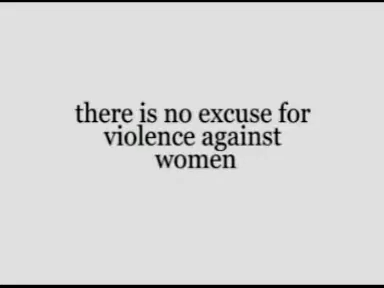 there is no excuse for
violence against
women